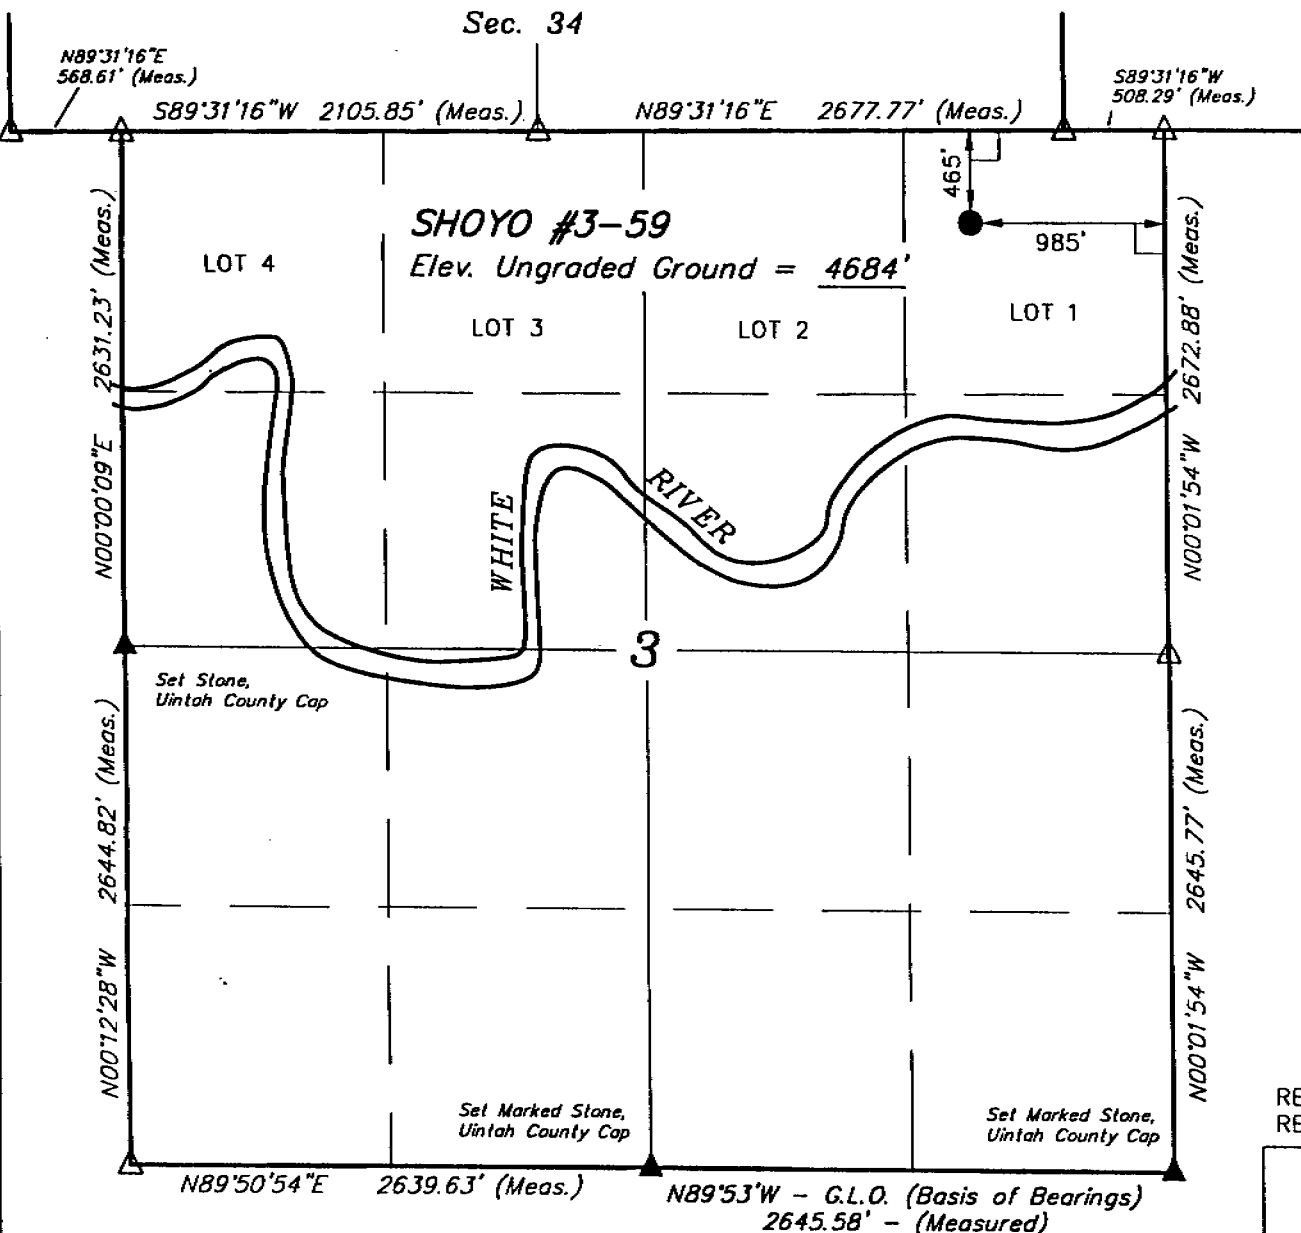 Sec. 34
N89°31'16"E
568.61' (Meas.)
S89°31'16"W 2105.85' (Meas.)
N89°31'16"E 2677.77' (Meas.)
S89°31'16"W
508.29' (Meas.)
465'
985'
SHOYO #3-59
Elev. Ungraded Ground = 4684'
LOT 4
LOT 3
LOT 2
LOT 1
N00°00'09"E 2631.23' (Meas.)
N00°01'54"W 2672.88' (Meas.)
WHITE
RIVER
3
Set Stone,
Uintah County Cap
N00°12'28"W 2644.82' (Meas.)
N00°01'54"W 2645.77' (Meas.)
Set Marked Stone,
Uintah County Cap
Set Marked Stone,
Uintah County Cap
RE
RE
N89°50'54"E 2639.63' (Meas.)
N89°53'W - G.L.O. (Basis of Bearings)
2645.58' - (Measured)